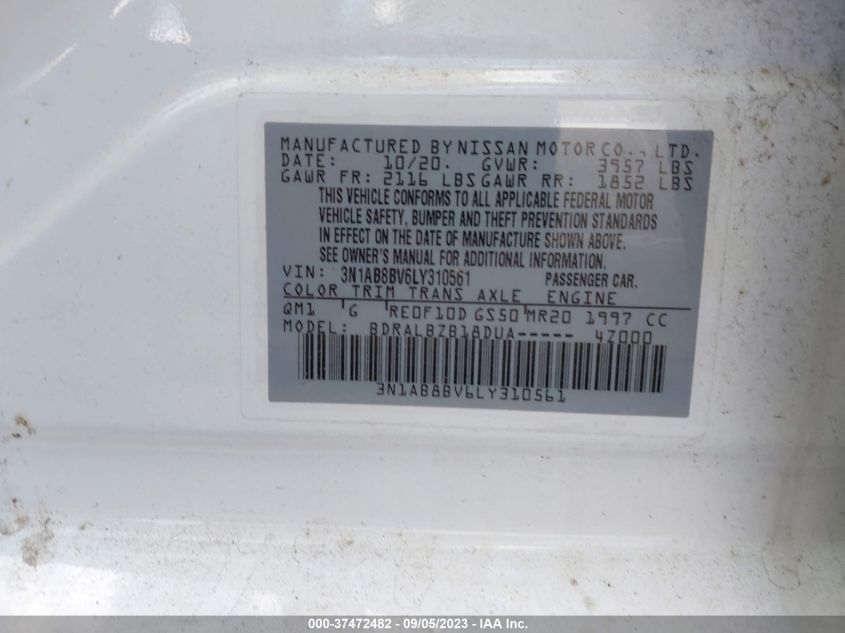 MANUFACTURED BY NISSAN MOTOR CO., LTD.
DATE: 10/20. GVWR: 3957 LBS
GAWR FR: 2116 LBS GAWR RR: 1852 LBS
THIS VEHICLE CONFORMS TO ALL APPLICABLE FEDERAL MOTOR
VEHICLE SAFETY, BUMPER AND THEFT PREVENTION STANDARDS
IN EFFECT ON THE DATE OF MANUFACTURE SHOWN ABOVE.
SEE OWNER'S MANUAL FOR ADDITIONAL INFORMATION.
VIN: 3N1AB8BV6LY310561 PASSENGER CAR.
COLOR TRIM TRANS AXLE ENGINE
QM1 G RE0F10D GS50 MR20 1997 CC
MODEL: BDRALBZB18DUA----- 4Z000
3N1AB8BV6LY310561
000-37472482 - 09/05/2023 - IAA Inc.